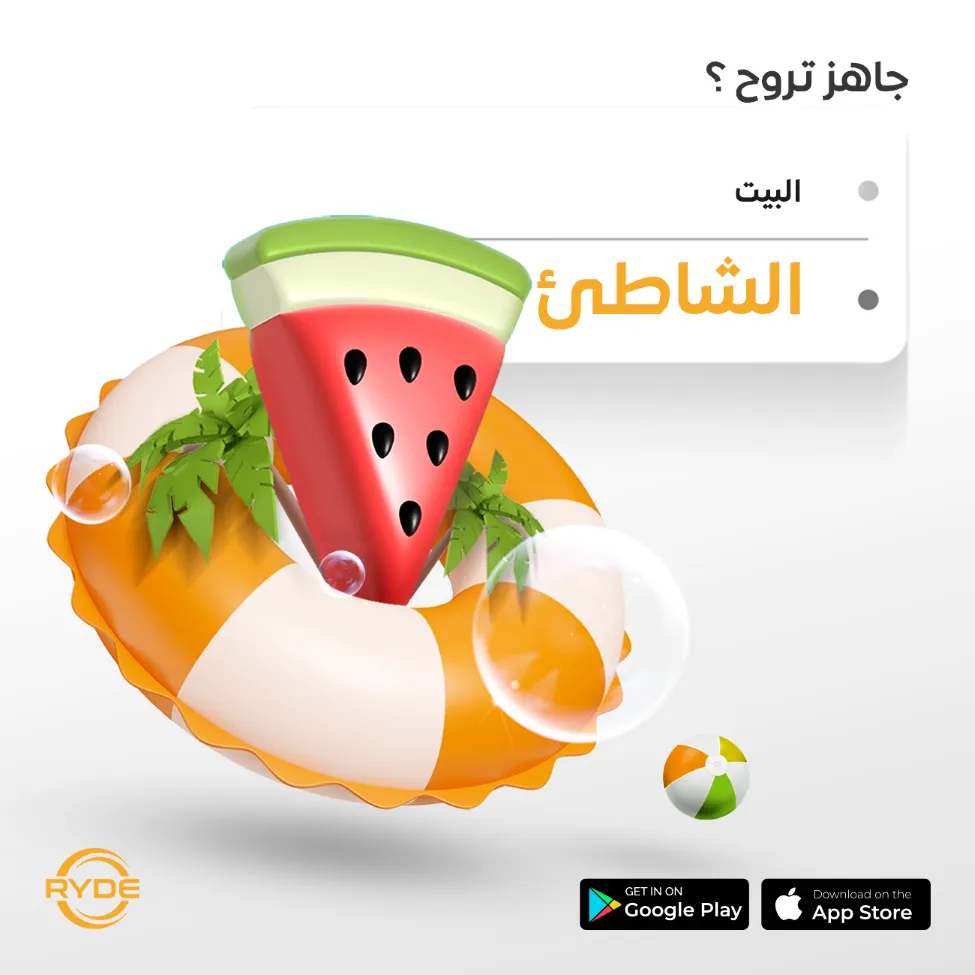 جاهز تروح ؟
البيت
الشاطئ
RYDE
GET IN ON
Google Play
Download on the
App Store